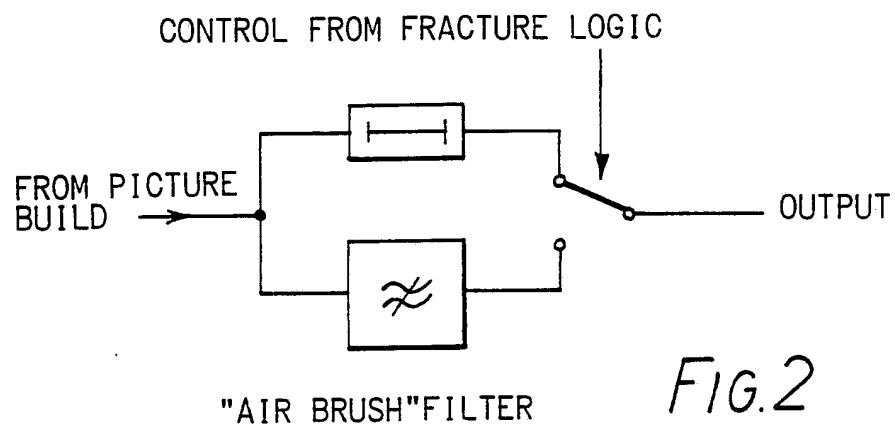 CONTROL FROM FRACTURE LOGIC
FROM PICTURE
BUILD
OUTPUT
"AIR BRUSH"FILTER
FIG.2